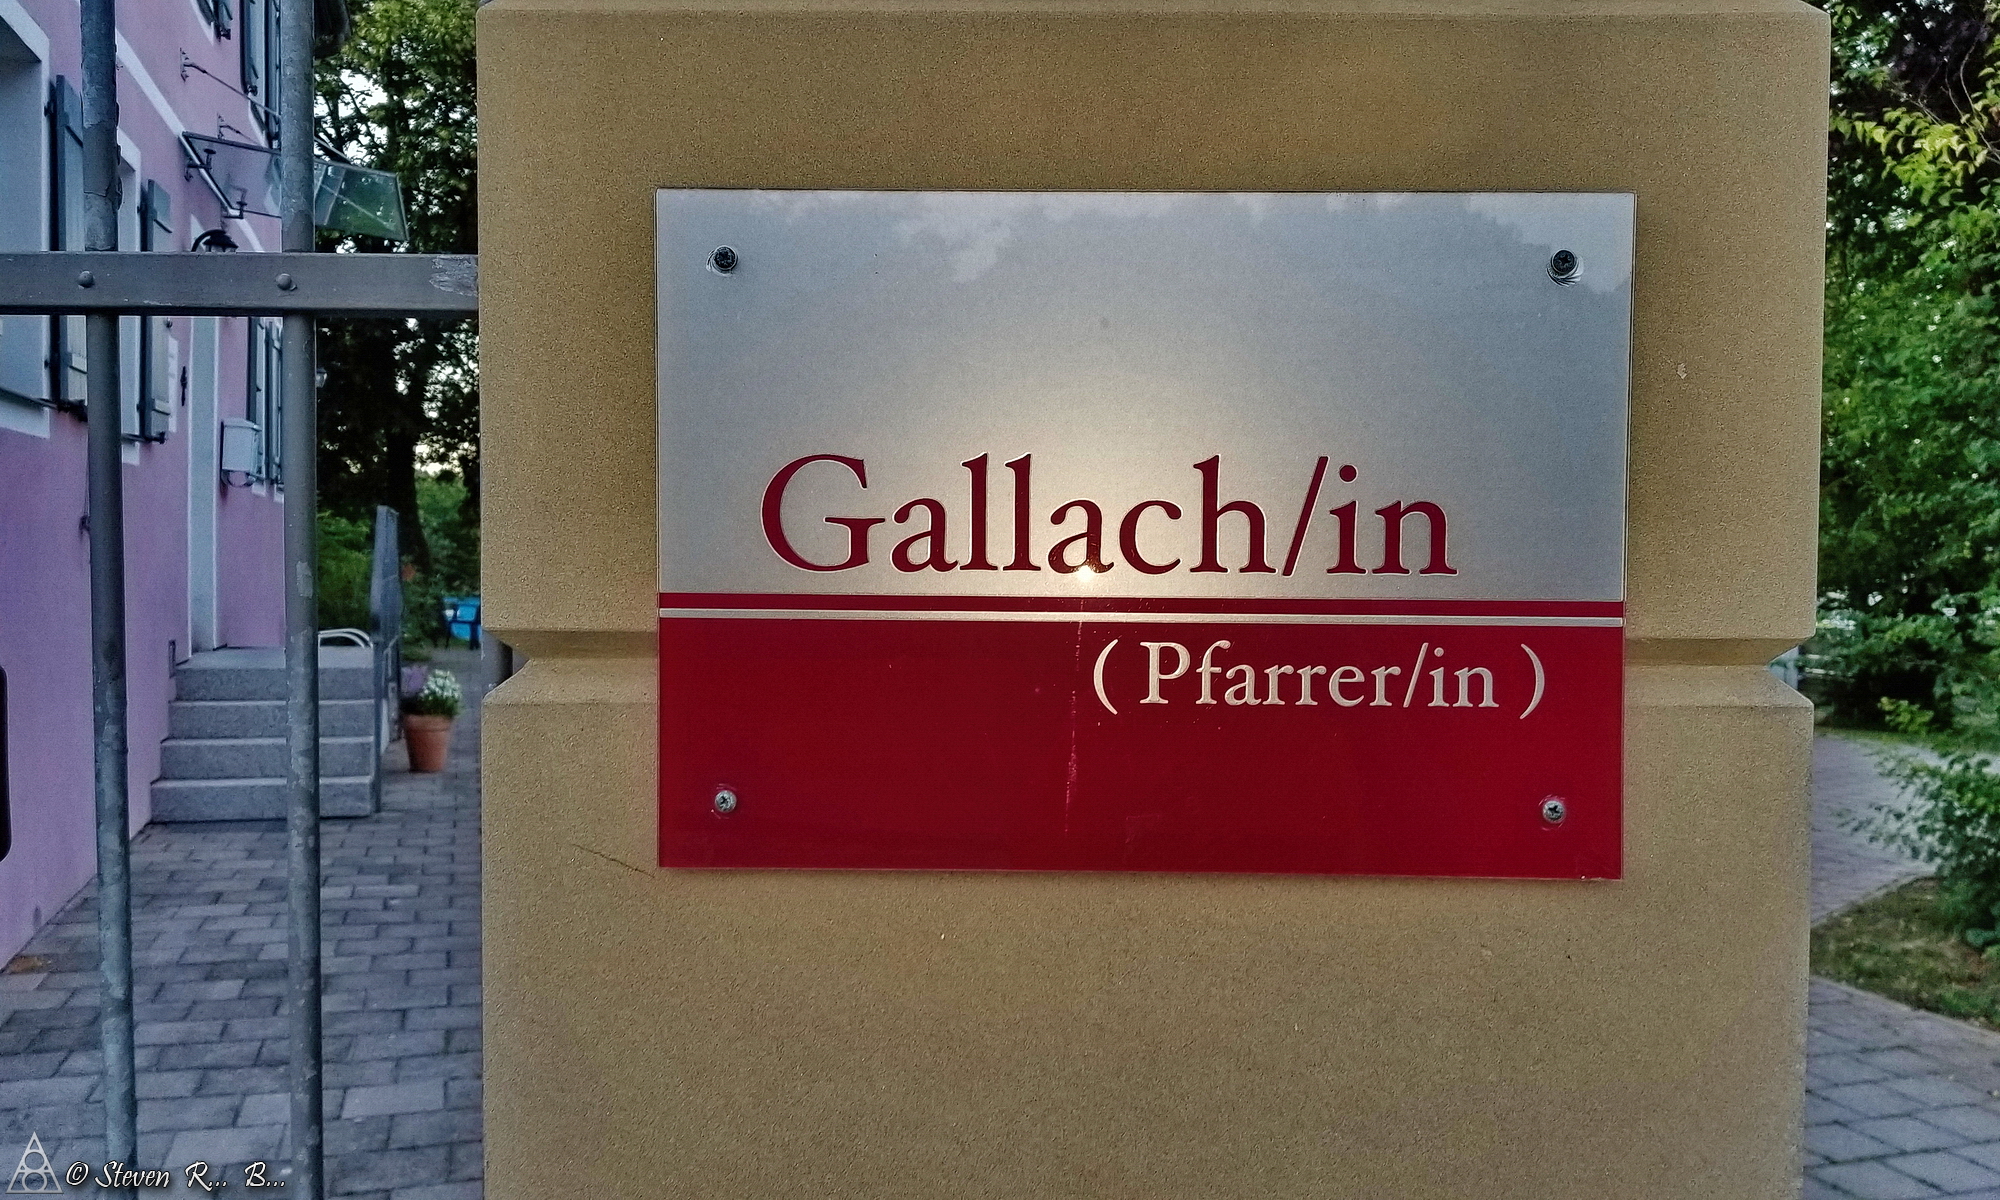 Gallach/in
( Pfarrer/in )
© Steven R... B...